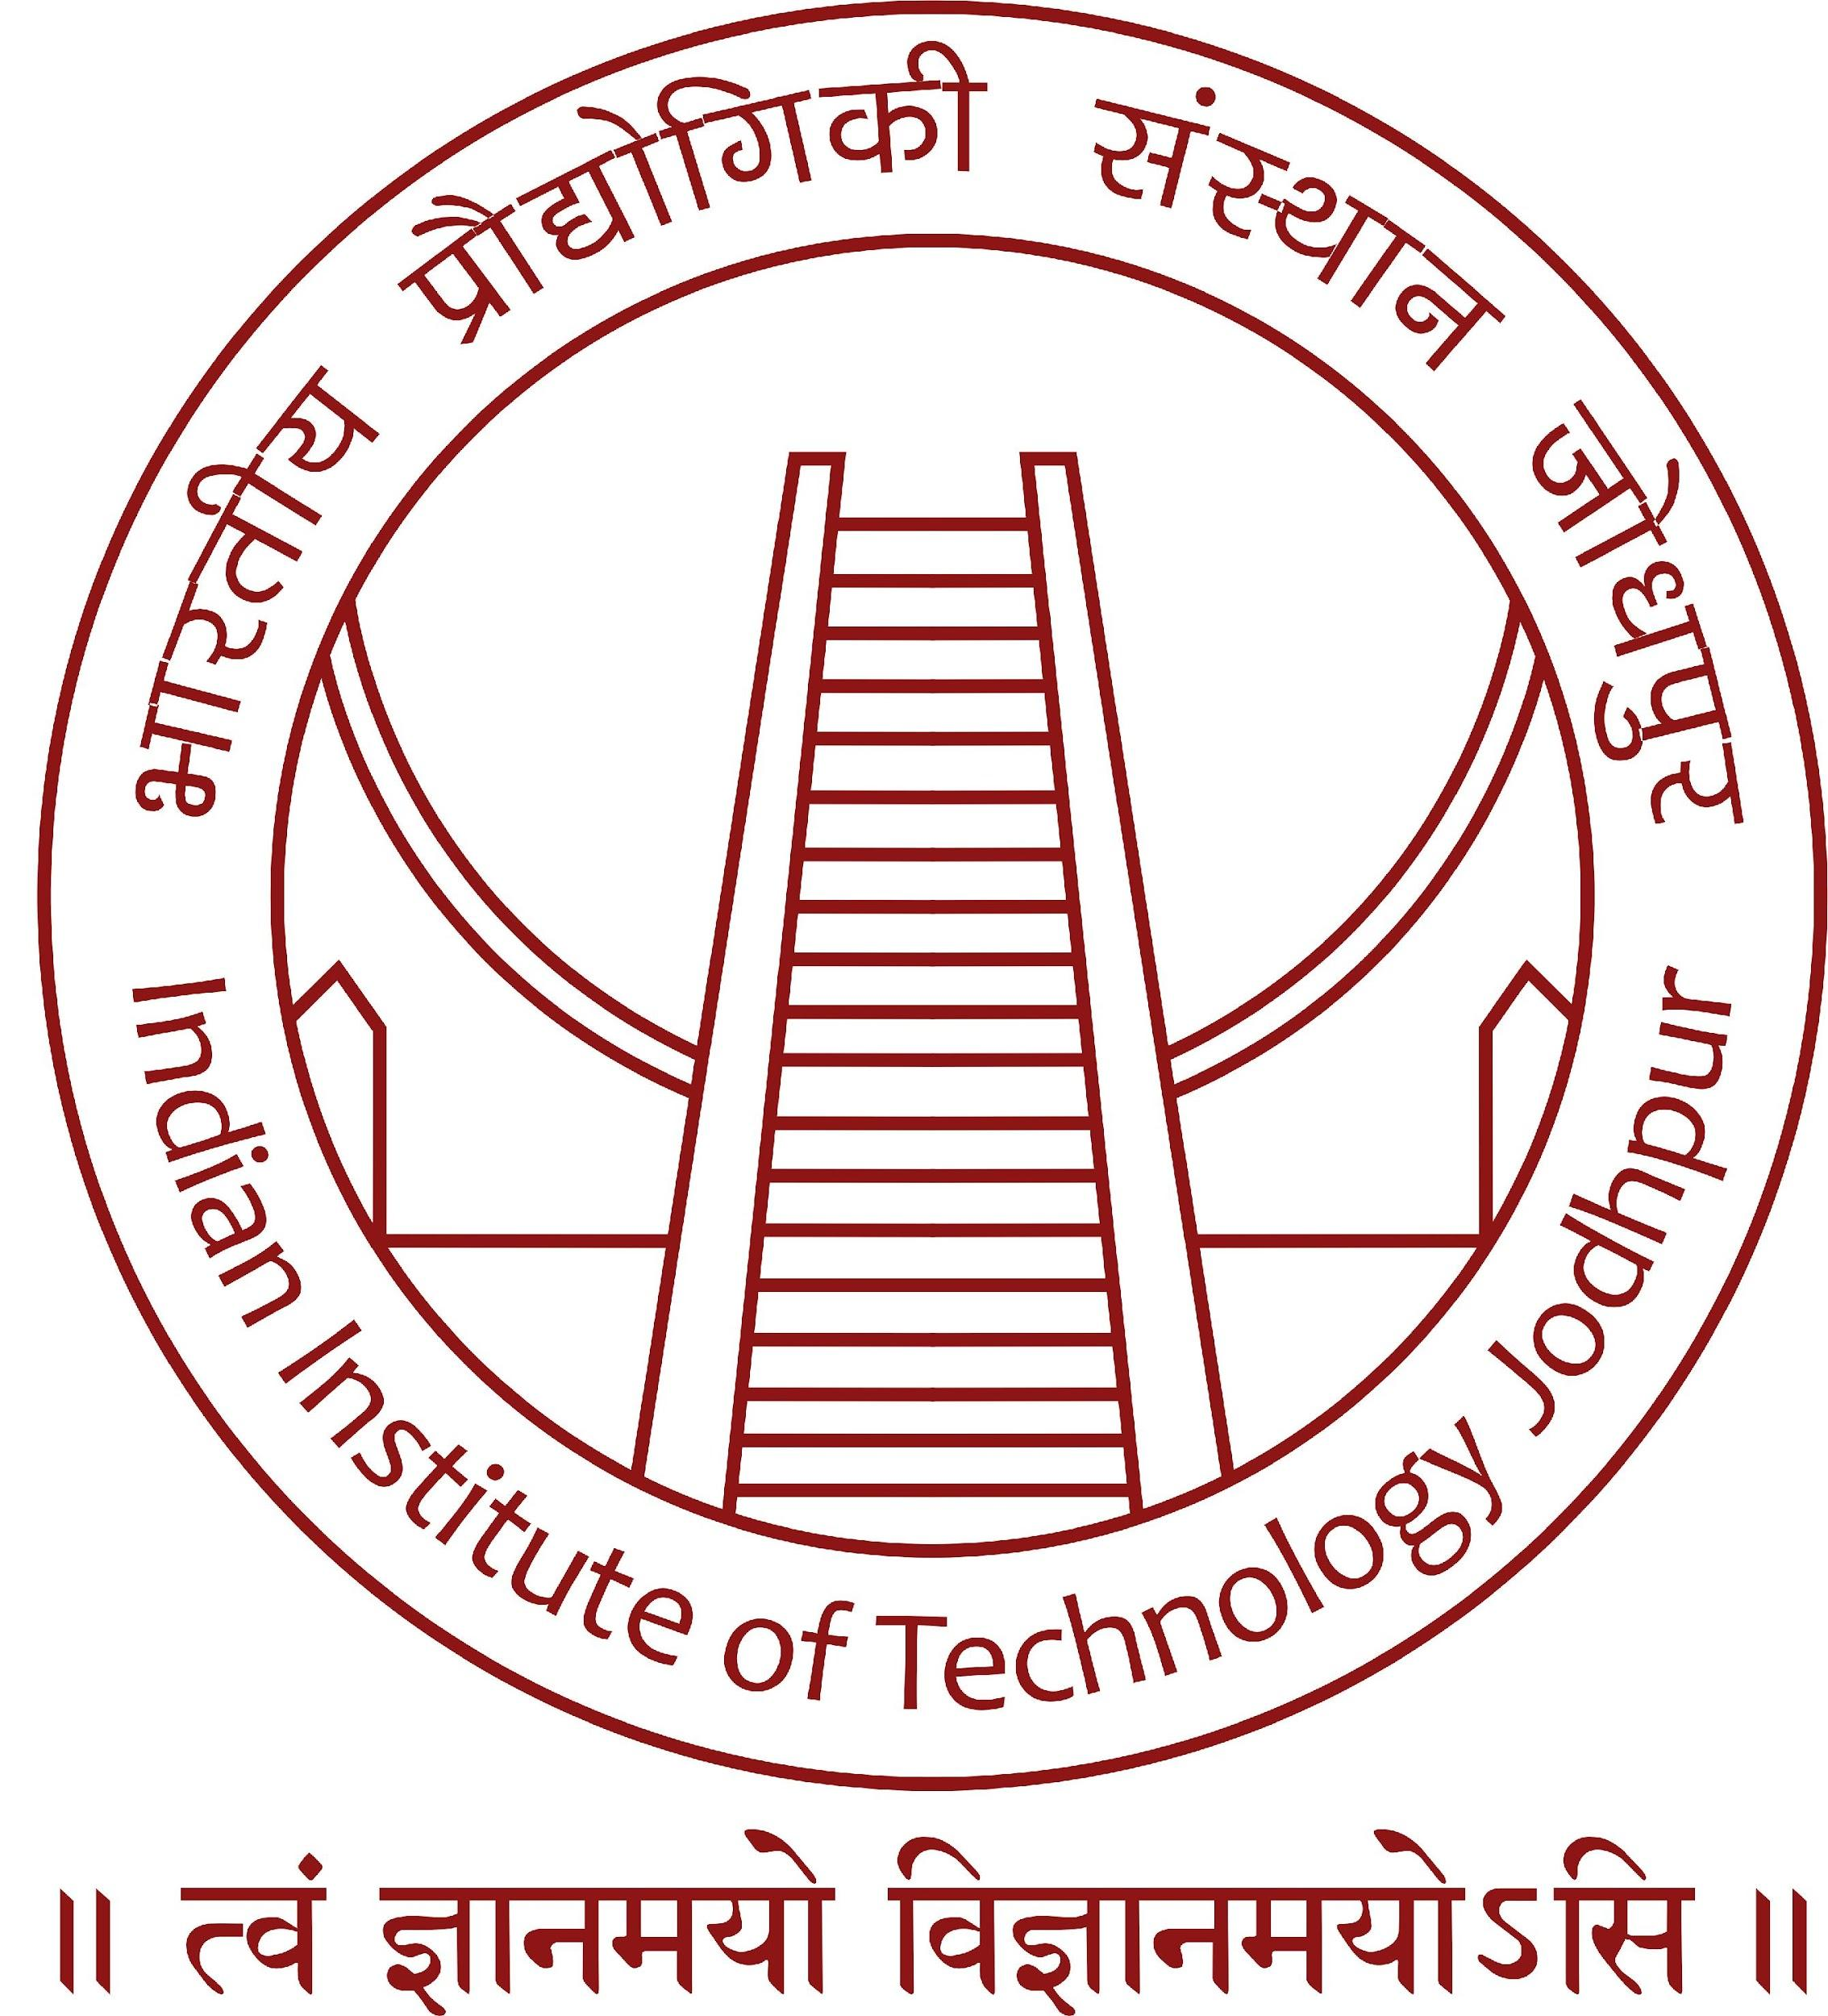 भारतीय प्रौद्योगिकी संस्थान जोधपुर
Indian Institute of Technology Jodhpur
॥ त्वं ज्ञानमयो विज्ञानमयोऽसि ॥